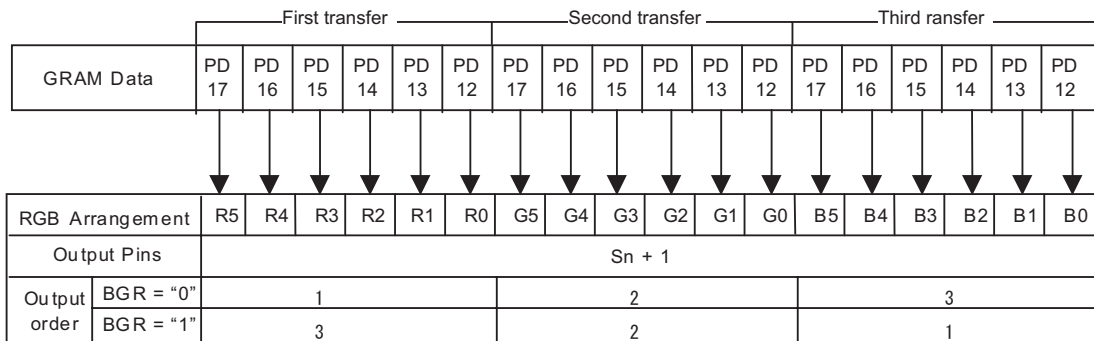 First transfer Second transfer Third ransfer
GRAM Data PD 17 PD 16 PD 15 PD 14 PD 13 PD 12 PD 17 PD 16 PD 15 PD 14 PD 13 PD 12 PD 17 PD 16 PD 15 PD 14 PD 13 PD 12
RGB Arrangement R5 R4 R3 R2 R1 R0 G5 G4 G3 G2 G1 G0 B5 B4 B3 B2 B1 B0
Output Pins Sn + 1
Output order BGR = “0” 1 2 3
BGR = “1” 3 2 1